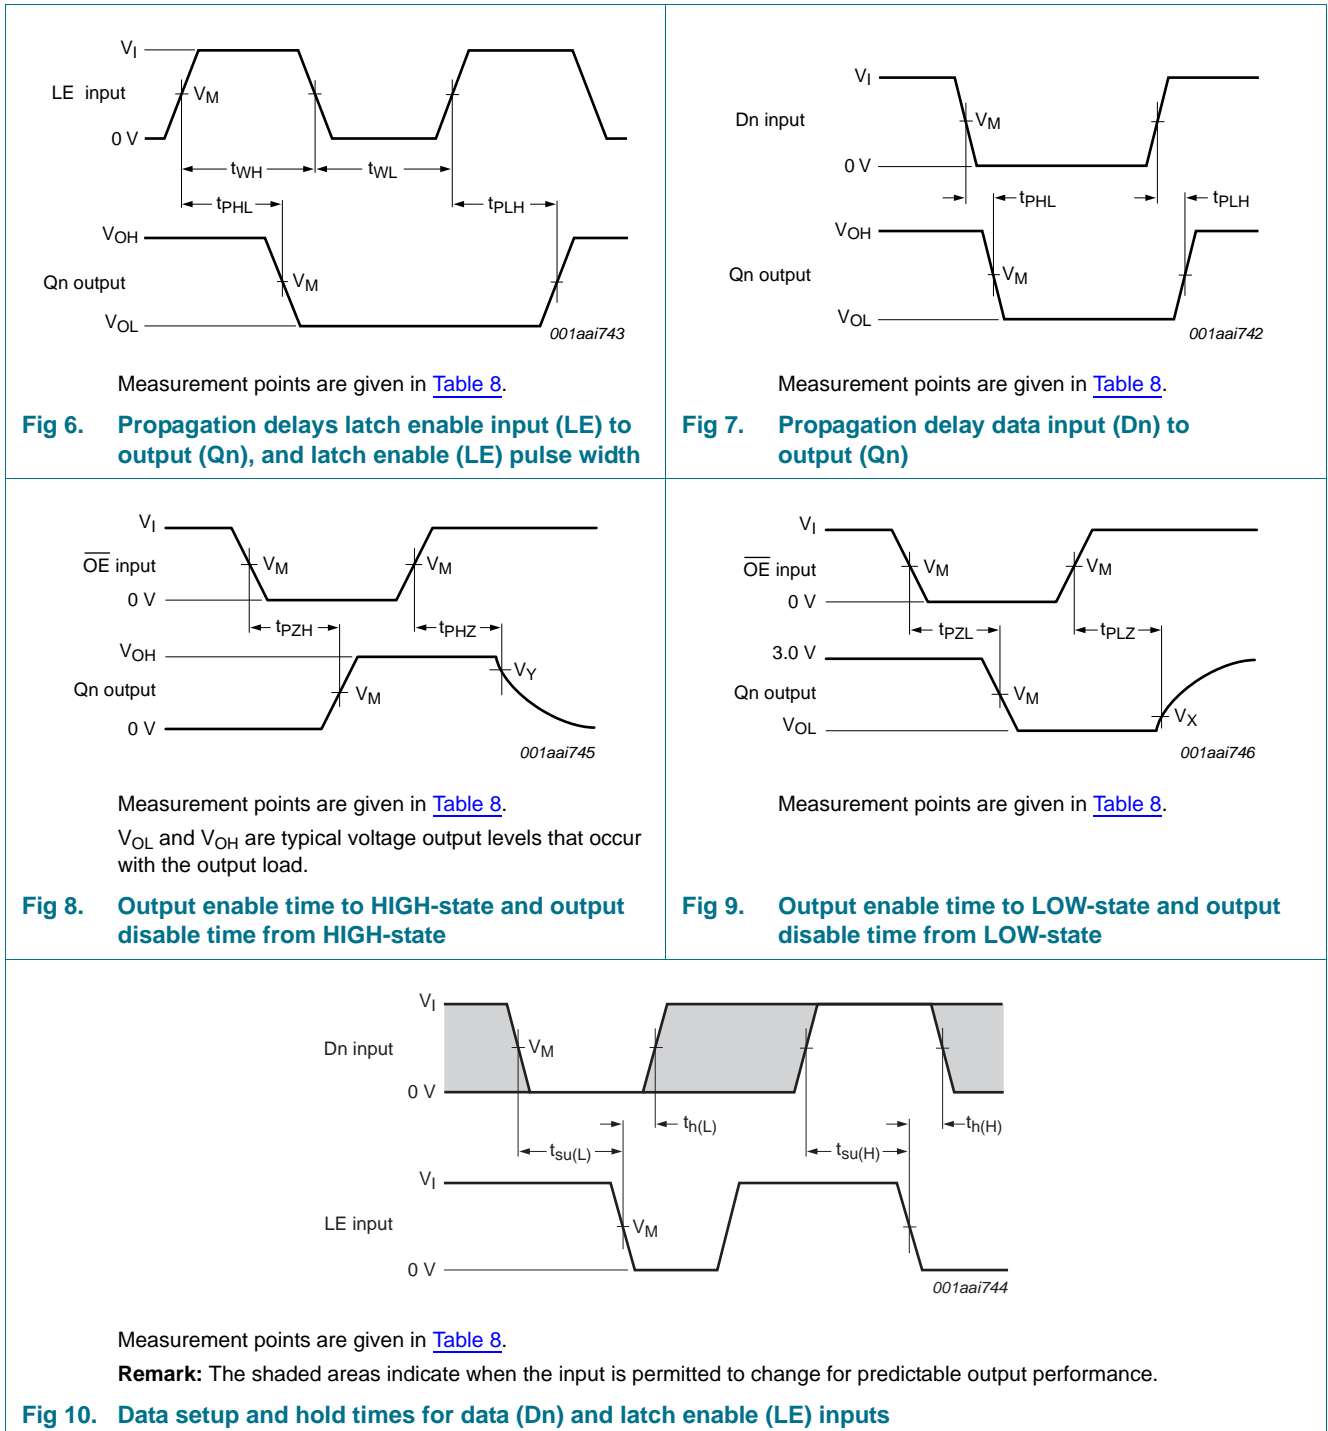 VI
LE input
VM
0 V
tWH
tWL
tPHL
tPLH
VOH
Qn output
VM
VOL
001aai743
Measurement points are given in Table 8.
Fig 6. Propagation delays latch enable input (LE) to
output (Qn), and latch enable (LE) pulse width
VI
Dn input
VM
0 V
tPHL
tPLH
VOH
Qn output
VM
VOL
001aai742
Measurement points are given in Table 8.
Fig 7. Propagation delay data input (Dn) to
output (Qn)
VI
OE input
VM
VM
0 V
tPZH
tPHZ
VOH
VY
Qn output
VM
0 V
001aai745
Measurement points are given in Table 8.
VOL and VOH are typical voltage output levels that occur
with the output load.
Fig 8. Output enable time to HIGH-state and output
disable time from HIGH-state
VI
OE input
VM
VM
0 V
tPZL
tPLZ
3.0 V
Qn output
VM
VX
VOL
001aai746
Measurement points are given in Table 8.
Fig 9. Output enable time to LOW-state and output
disable time from LOW-state
VI
Dn input
VM
0 V
th(L)
th(H)
tsu(L)
tsu(H)
VI
LE input
VM
0 V
001aai744
Measurement points are given in Table 8.
Remark: The shaded areas indicate when the input is permitted to change for predictable output performance.
Fig 10. Data setup and hold times for data (Dn) and latch enable (LE) inputs